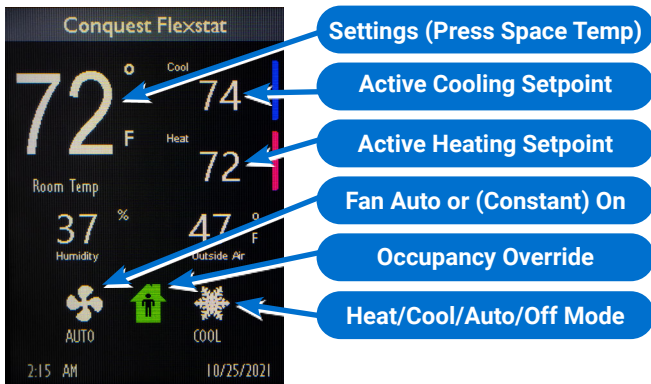 Conquest Flexstat
72 ° F
Room Temp
Cool
74
Heat
72
37 %
Humidity
47 ° F
Outside Air
AUTO
COOL
2:15 AM
10/25/2021
Settings (Press Space Temp)
Active Cooling Setpoint
Active Heating Setpoint
Fan Auto or (Constant) On
Occupancy Override
Heat/Cool/Auto/Off Mode